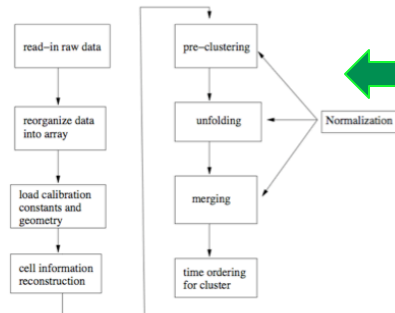 read-in raw data
reorganize data
into array
load calibration
constants and
geometry
cell information
reconstruction
pre-clustering
unfolding
merging
time ordering
for cluster
Normalization